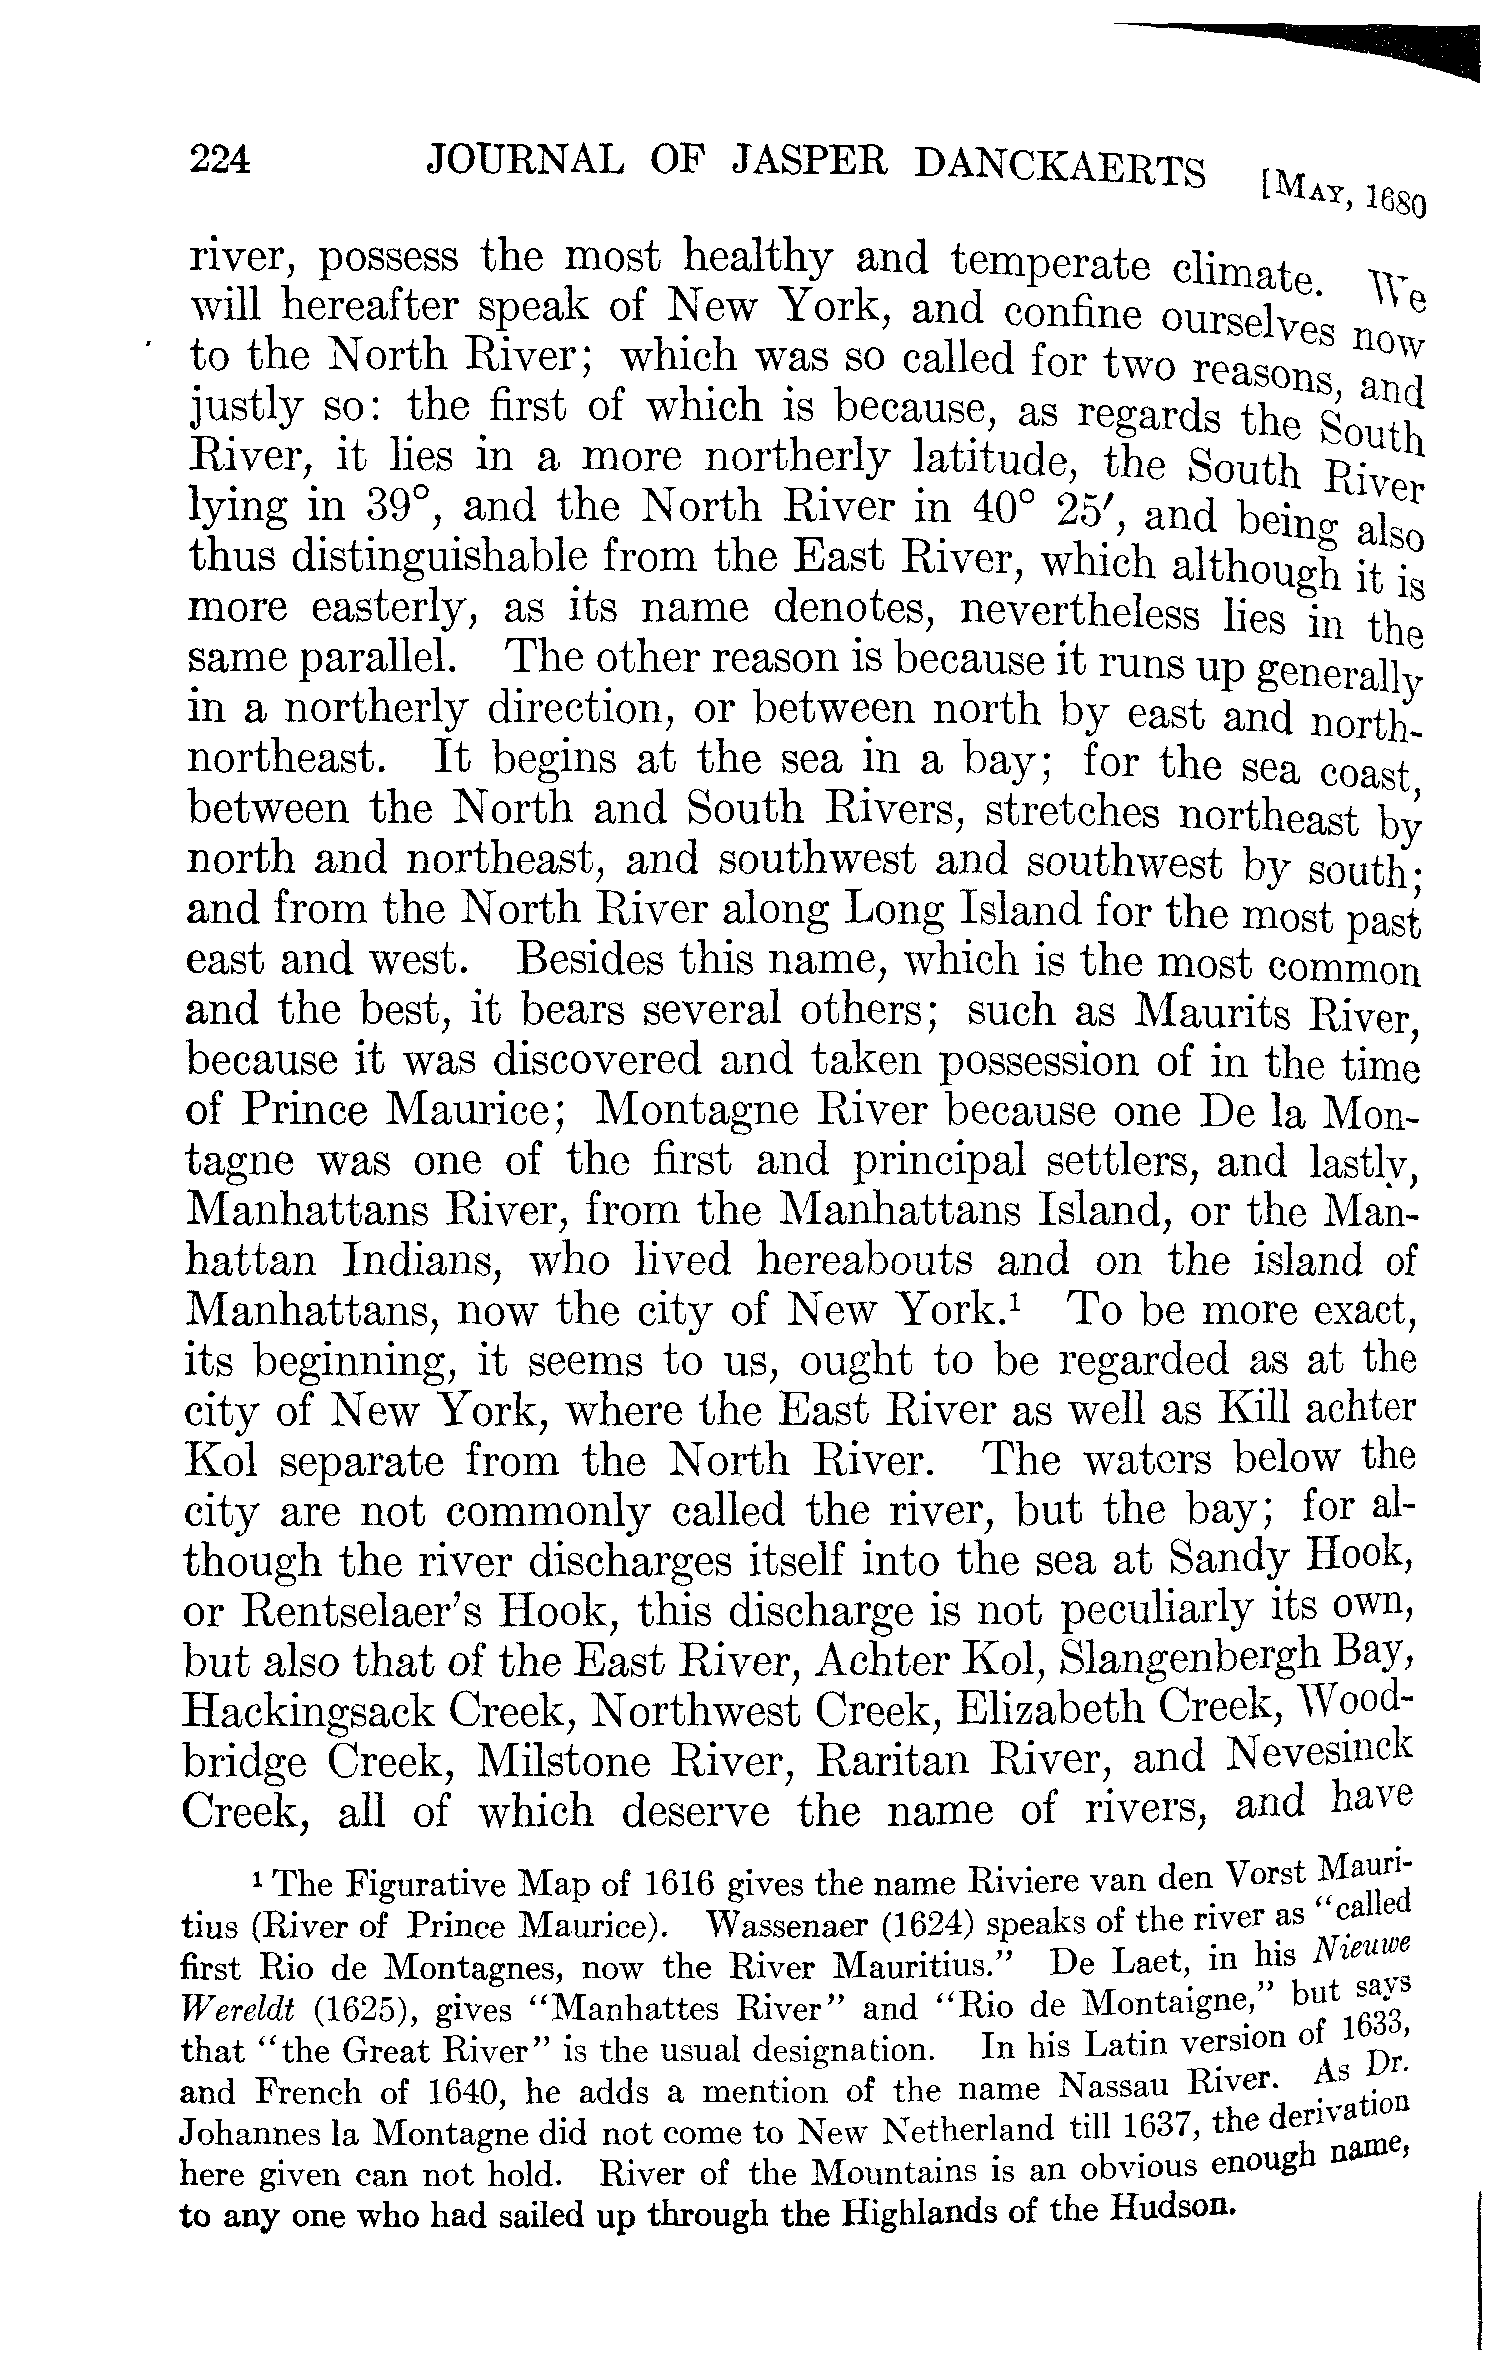 224 JOURNAL OF JASPER DANCKAERTS [MAY, 1680
river, possess the most healthy and temperate climate. We
will hereafter speak of New York, and confine ourselves now
to the North River; which was so called for two reasons, and
justly so: the first of which is because, as regards the South
River, it lies in a more northerly latitude, the South River
lying in 39°, and the North River in 40° 25′, and being also
thus distinguishable from the East River, which although it is
more easterly, as its name denotes, nevertheless lies in the
same parallel. The other reason is because it runs up generally
in a northerly direction, or between north by east and north-
northeast. It begins at the sea in a bay; for the sea coast,
between the North and South Rivers, stretches northeast by
north and northeast, and southwest and southwest by south;
and from the North River along Long Island for the most past
east and west. Besides this name, which is the most common
and the best, it bears several others; such as Maurits River,
because it was discovered and taken possession of in the time
of Prince Maurice; Montagne River because one De la Mon-
tagne was one of the first and principal settlers, and lastly,
Manhattans River, from the Manhattans Island, or the Man-
hattan Indians, who lived hereabouts and on the island of
Manhattans, now the city of New York.¹ To be more exact,
its beginning, it seems to us, ought to be regarded as at the
city of New York, where the East River as well as Kill achter
Kol separate from the North River. The waters below the
city are not commonly called the river, but the bay; for al-
though the river discharges itself into the sea at Sandy Hook,
or Rentselaer's Hook, this discharge is not peculiarly its own,
but also that of the East River, Achter Kol, Slangenbergh Bay,
Hackingsack Creek, Northwest Creek, Elizabeth Creek, Wood-
bridge Creek, Milstone River, Raritan River, and Nevesinck
Creek, all of which deserve the name of rivers, and have
¹ The Figurative Map of 1616 gives the name Riviere van den Vorst Mauri-
tius (River of Prince Maurice). Wassenaer (1624) speaks of the river as "called
first Rio de Montagnes, now the River Mauritius." De Laet, in his Nieuwe
Wereldt (1625), gives "Manhattes River" and "Rio de Montaigne," but says
that "the Great River" is the usual designation. In his Latin version of 1633,
and French of 1640, he adds a mention of the name Nassau River. As Dr.
Johannes la Montagne did not come to New Netherland till 1637, the derivation
here given can not hold. River of the Mountains is an obvious enough name,
to any one who had sailed up through the Highlands of the Hudson.